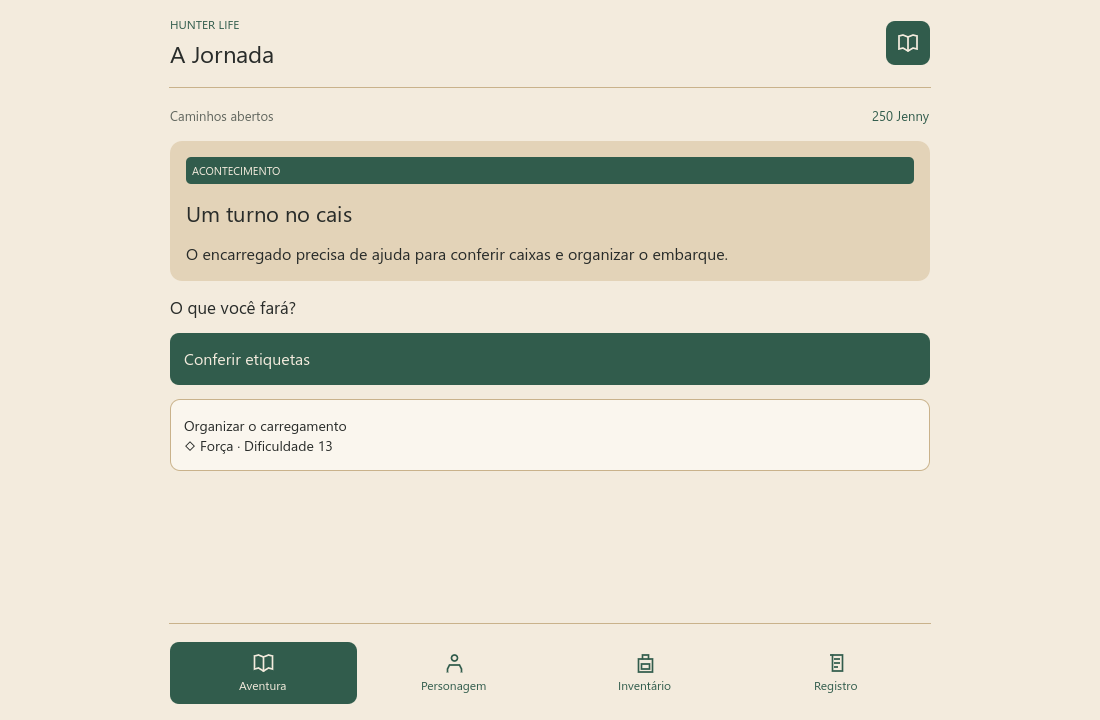 HUNTER LIFE
A Jornada
Caminhos abertos
250 Jenny
ACONTECIMENTO
Um turno no cais
O encarregado precisa de ajuda para conferir caixas e organizar o embarque.
O que você fará?
Conferir etiquetas
Organizar o carregamento
◇ Força · Dificuldade 13
Aventura
Personagem
Inventário
Registro